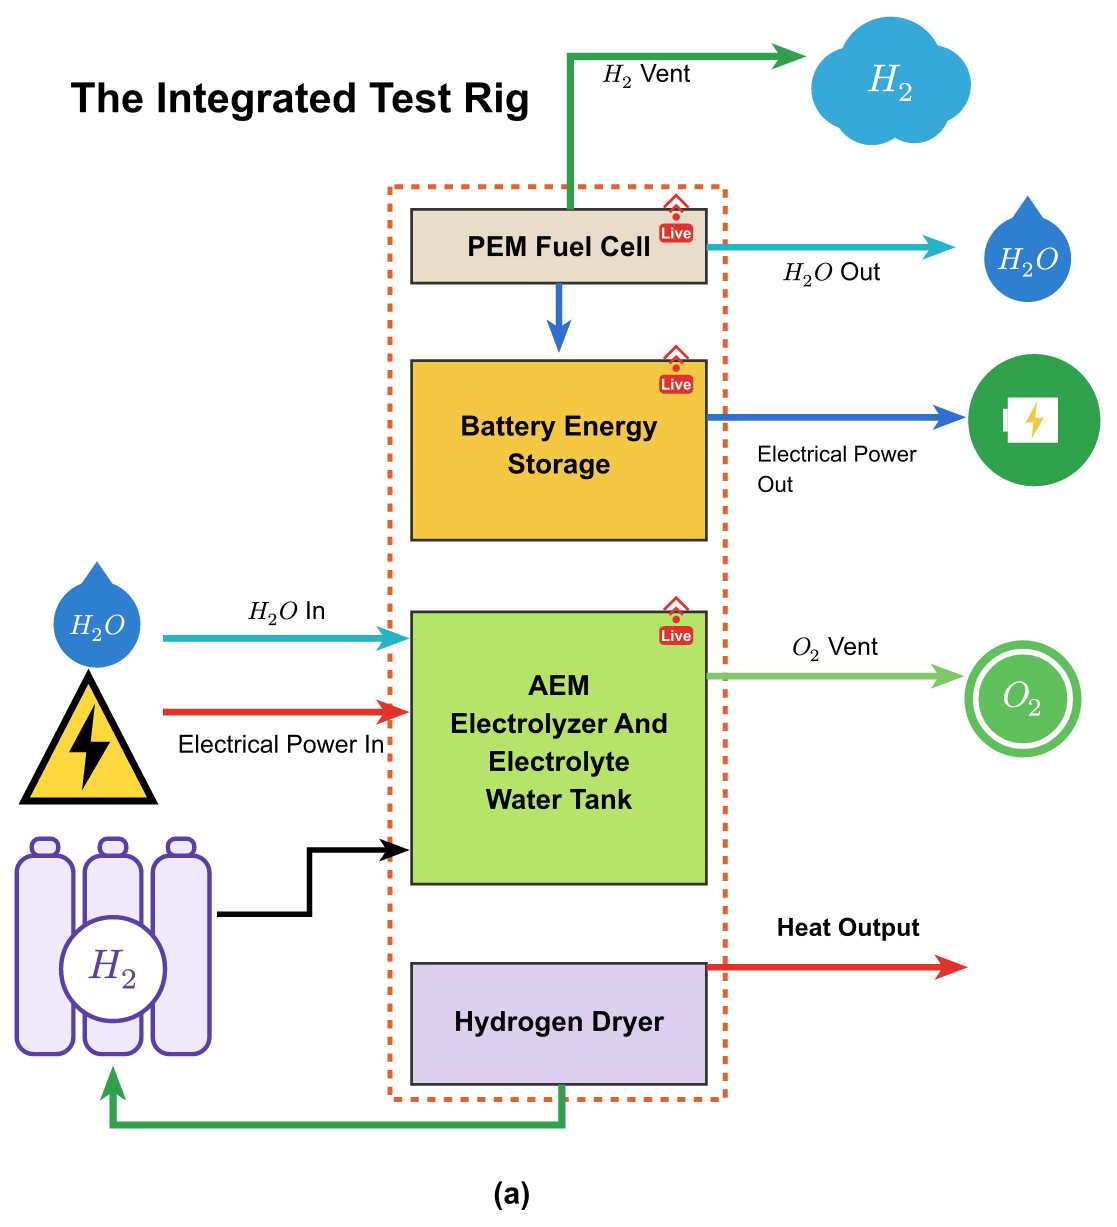 The Integrated Test Rig
H₂ Vent
H₂
PEM Fuel Cell
Live
H₂O Out
H₂O
Battery Energy
Storage
Live
Electrical Power
Out
H₂O
H₂O In
Electrical Power In
AEM
Electrolyzer And
Electrolyte
Water Tank
Live
O₂ Vent
O₂
H₂
Heat Output
Hydrogen Dryer
(a)